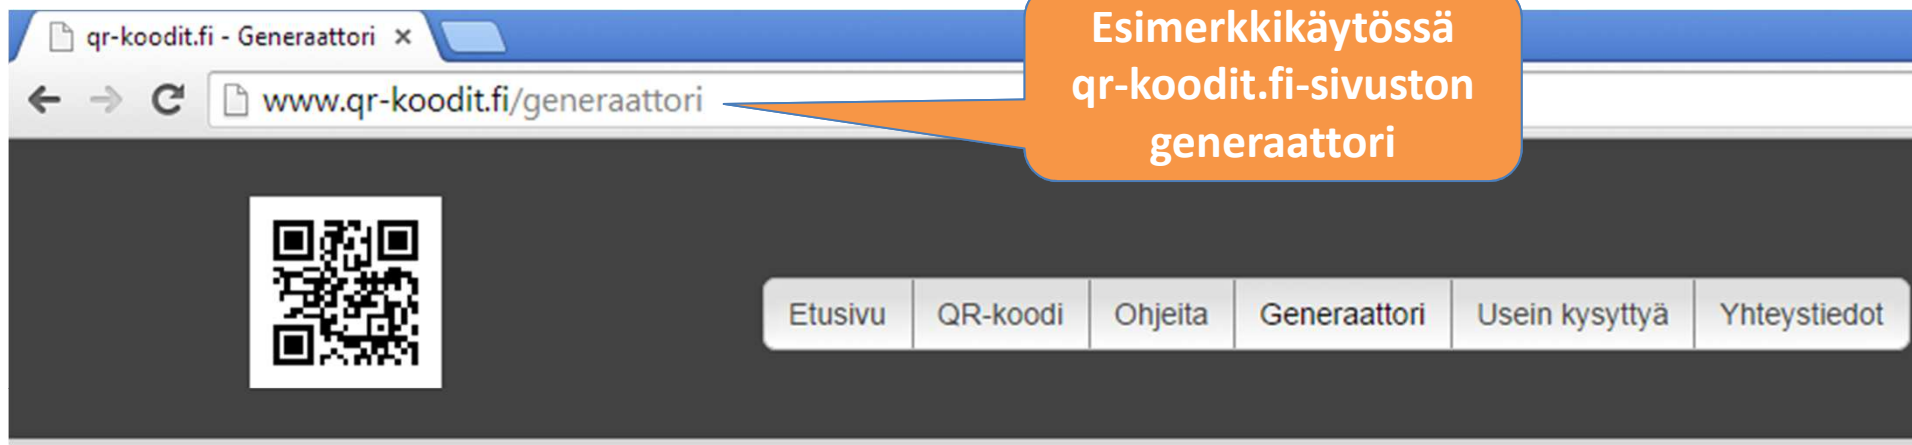 qr-koodit.fi - Generaattori
Esimerkkikäytössä
qr-koodit.fi-sivuston
generaattori
www.qr-koodit.fi/generaattori
Etusivu QR-koodi Ohjeita Generaattori Usein kysyttyä Yhteystiedot